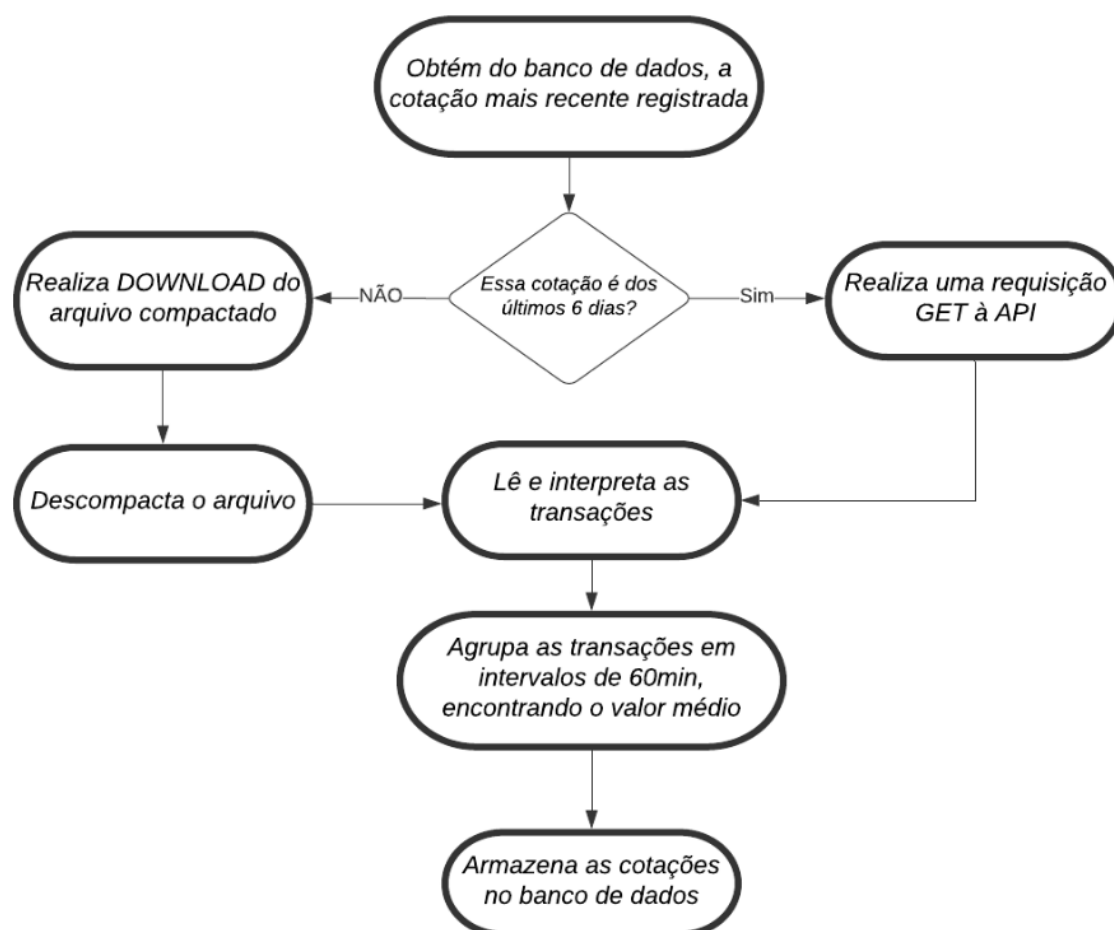 Obtém do banco de dados, a
cotação mais recente registrada
Essa cotação é dos
últimos 6 dias?
NÃO
Sim
Realiza DOWNLOAD do
arquivo compactado
Realiza uma requisição
GET à API
Descompacta o arquivo
Lê e interpreta as
transações
Agrupa as transações em
intervalos de 60min,
encontrando o valor médio
Armazena as cotações
no banco de dados